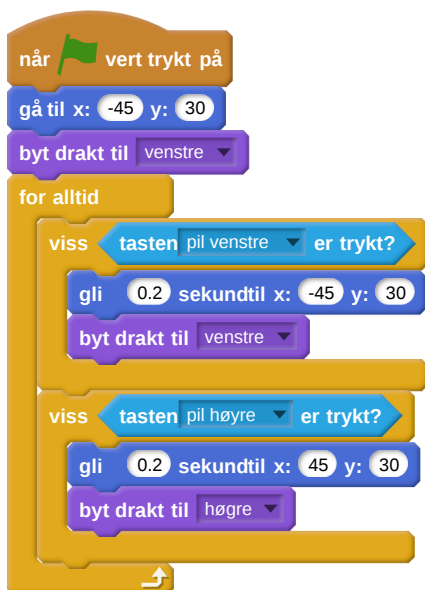 når vert trykt på
gå til x: -45 y: 30
byt drakt til venstre
for alltid
viss tasten pil venstre er trykt?
gli 0.2 sekundtil x: -45 y: 30
byt drakt til venstre
viss tasten pil høyre er trykt?
gli 0.2 sekundtil x: 45 y: 30
byt drakt til høgre